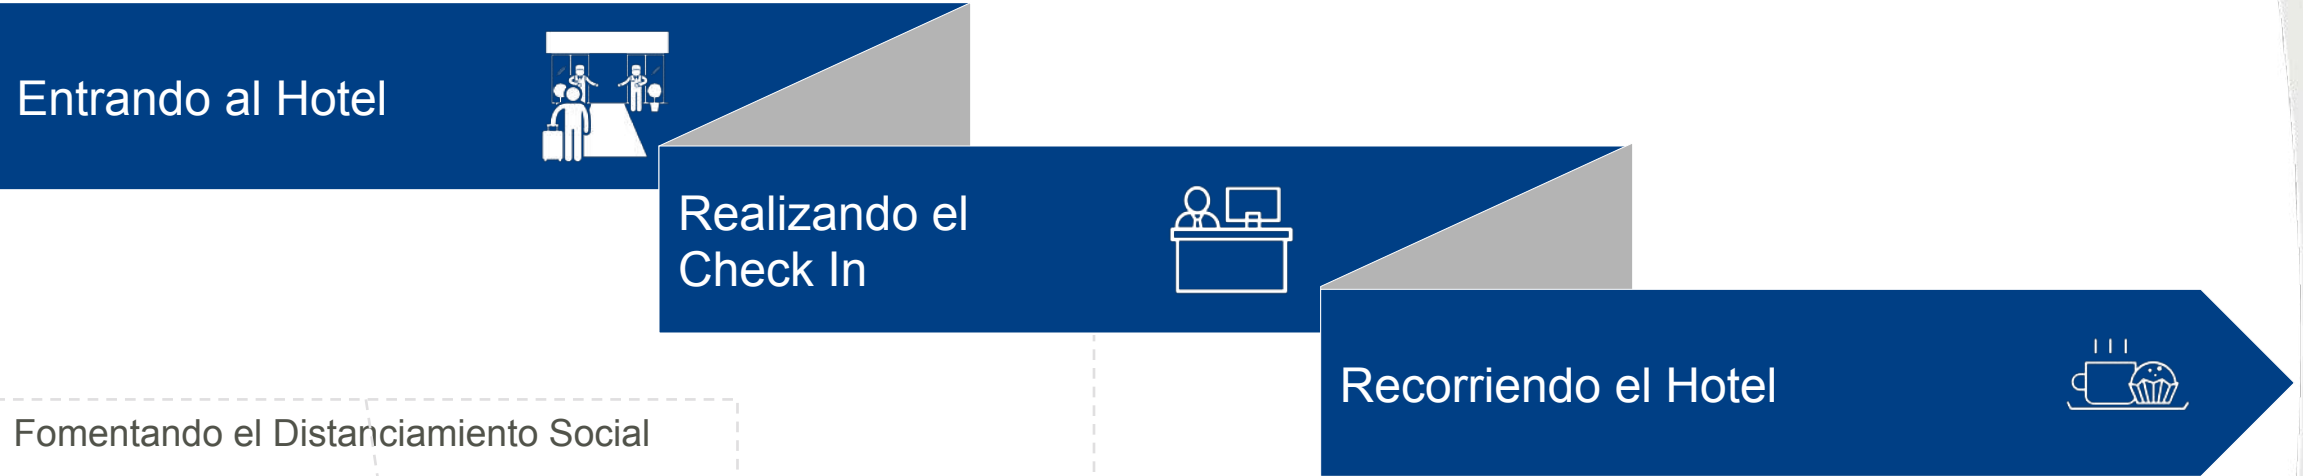 Entrando al Hotel
Realizando el
Check In
Recorriendo el Hotel
Fomentando el Distanciamiento Social